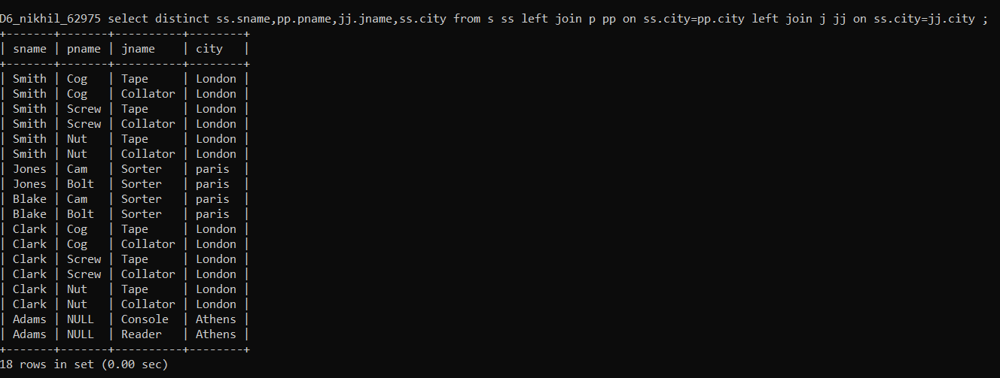 D6_nikhil_62975 select distinct ss.sname,pp.pname,jj.jname,ss.city from s ss left join p pp on ss.city=pp.city left join j jj on ss.city=jj.city ;
+-------+-------+----------+--------+
| sname | pname | jname    | city   |
+-------+-------+----------+--------+
| Smith | Cog   | Tape     | London |
| Smith | Cog   | Collator | London |
| Smith | Screw | Tape     | London |
| Smith | Screw | Collator | London |
| Smith | Nut   | Tape     | London |
| Smith | Nut   | Collator | London |
| Jones | Cam   | Sorter   | paris  |
| Jones | Bolt  | Sorter   | paris  |
| Blake | Cam   | Sorter   | paris  |
| Blake | Bolt  | Sorter   | paris  |
| Clark | Cog   | Tape     | London |
| Clark | Cog   | Collator | London |
| Clark | Screw | Tape     | London |
| Clark | Screw | Collator | London |
| Clark | Nut   | Tape     | London |
| Clark | Nut   | Collator | London |
| Adams | NULL  | Console  | Athens |
| Adams | NULL  | Reader   | Athens |
+-------+-------+----------+--------+
18 rows in set (0.00 sec)